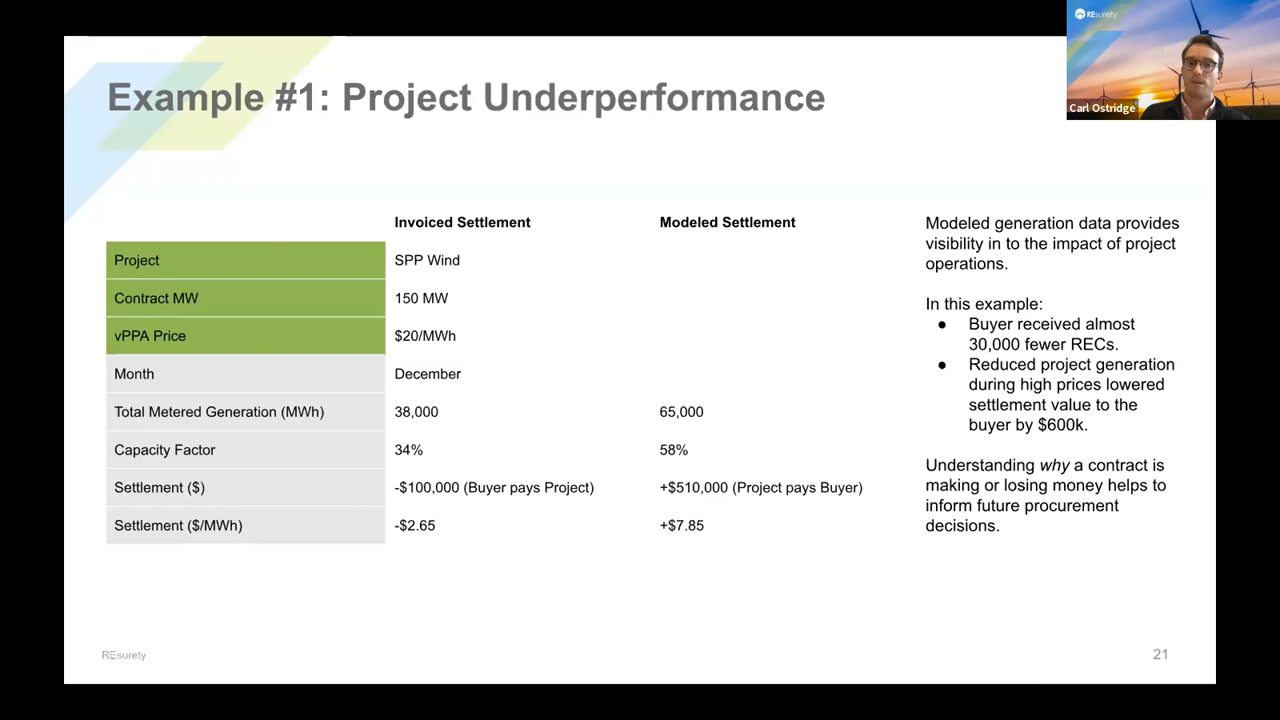 REsurety
Carl Ostridge
Example #1: Project Underperformance
Invoiced Settlement Modeled Settlement
Project SPP Wind
Contract MW 150 MW
vPPA Price $20/MWh
Month December
Total Metered Generation (MWh) 38,000 65,000
Capacity Factor 34% 58%
Settlement ($) -$100,000 (Buyer pays Project) +$510,000 (Project pays Buyer)
Settlement ($/MWh) -$2.65 +$7.85
Modeled generation data provides
visibility in to the impact of project
operations.
In this example:
● Buyer received almost
30,000 fewer RECs.
● Reduced project generation
during high prices lowered
settlement value to the
buyer by $600k.
Understanding why a contract is
making or losing money helps to
inform future procurement
decisions.
REsurety
21